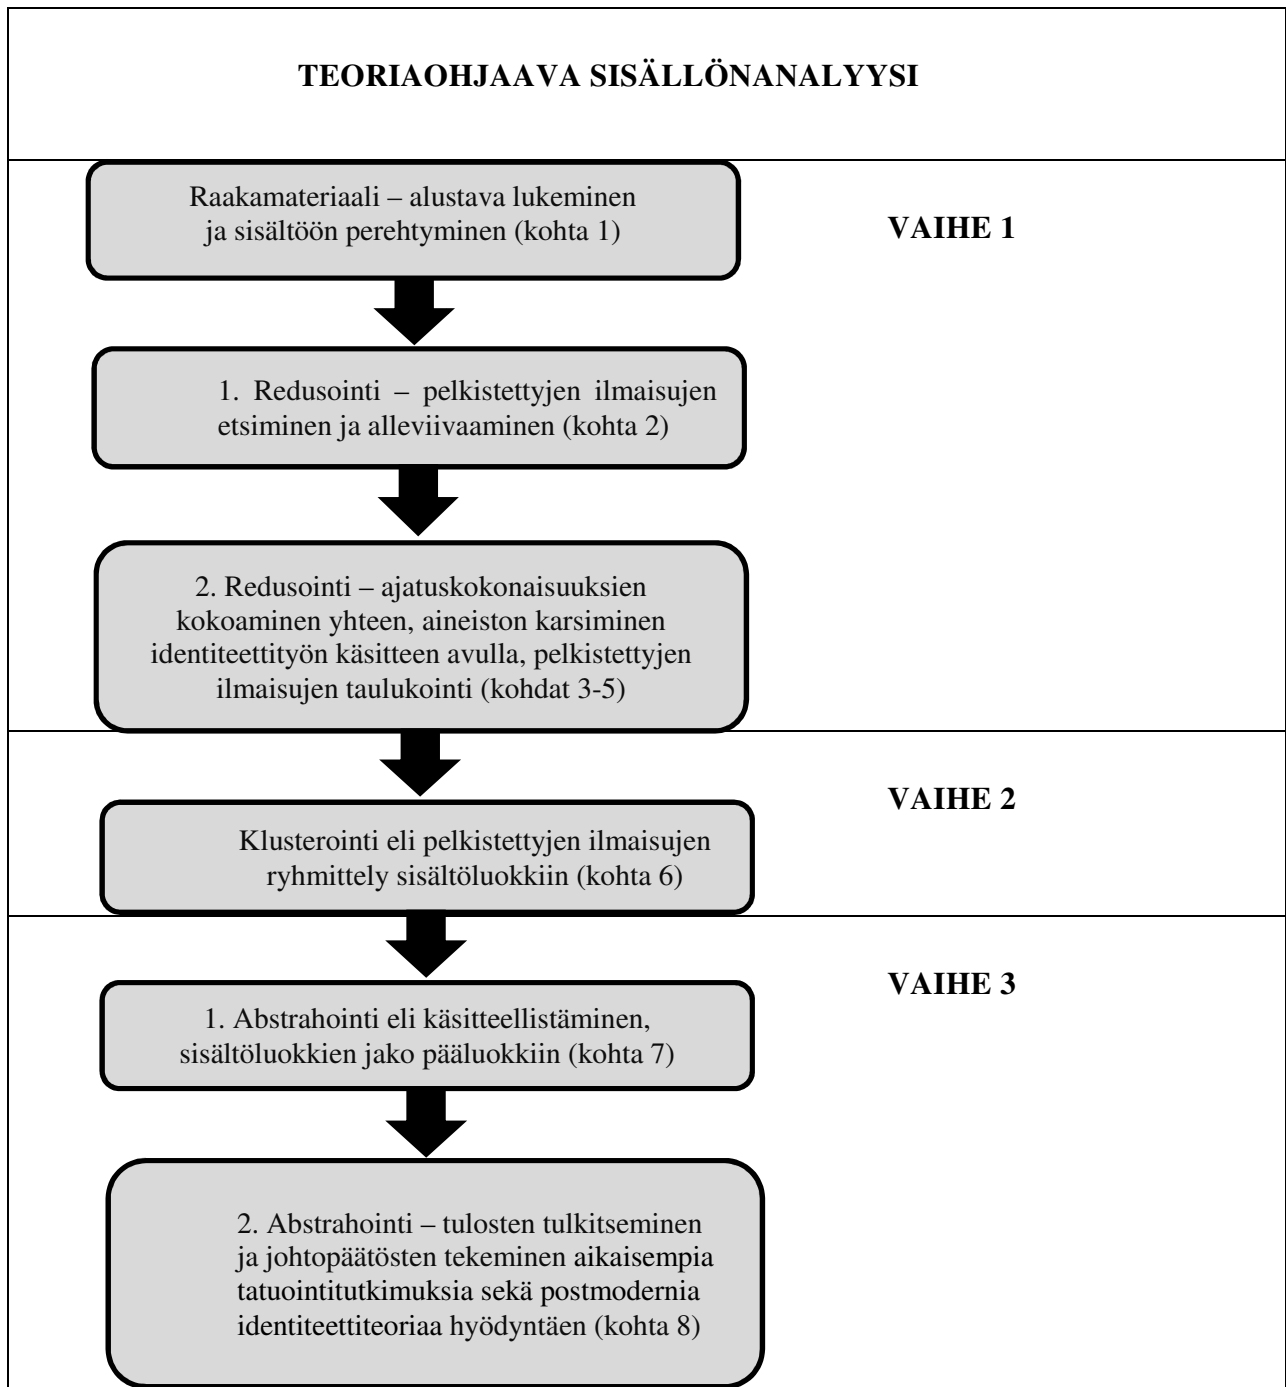 TEORIAOHJAAVA SISÄLLÖNANALYYSI
Raakamateriaali – alustava lukeminen
ja sisältöön perehtyminen (kohta 1)
VAIHE 1
1. Redusointi – pelkistettyjen ilmaisujen
etsiminen ja alleviivaaminen (kohta 2)
2. Redusointi – ajatuskokonaisuuksien
kokoaminen yhteen, aineiston karsiminen
identiteettityön käsitteen avulla, pelkistettyjen
ilmaisujen taulukointi (kohdat 3-5)
VAIHE 2
Klusterointi eli pelkistettyjen ilmaisujen
ryhmittely sisältöluokkiin (kohta 6)
VAIHE 3
1. Abstrahointi eli käsitteellistäminen,
sisältöluokkien jako pääluokkiin (kohta 7)
2. Abstrahointi – tulosten tulkitseminen
ja johtopäätösten tekeminen aikaisempia
tatuointitutkimuksia sekä postmodernia
identiteettiteoriaa hyödyntäen (kohta 8)